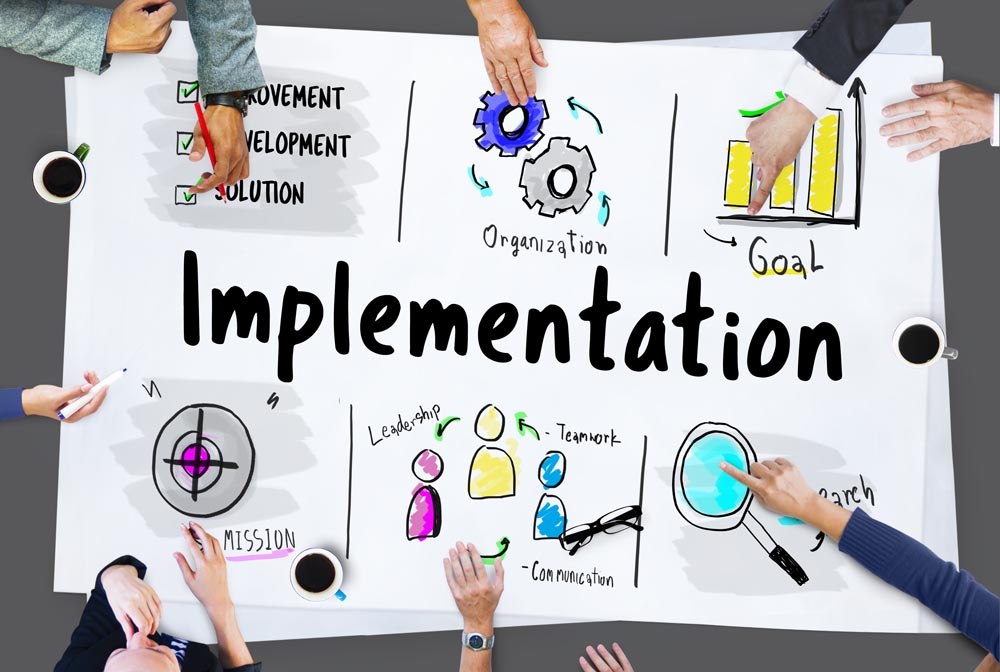 ROVEMENT
VELOPMENT
SOLUTION
Organization
GOAL
Implementation
MISSION
Leadership
- Teamwork
- Communication
earch